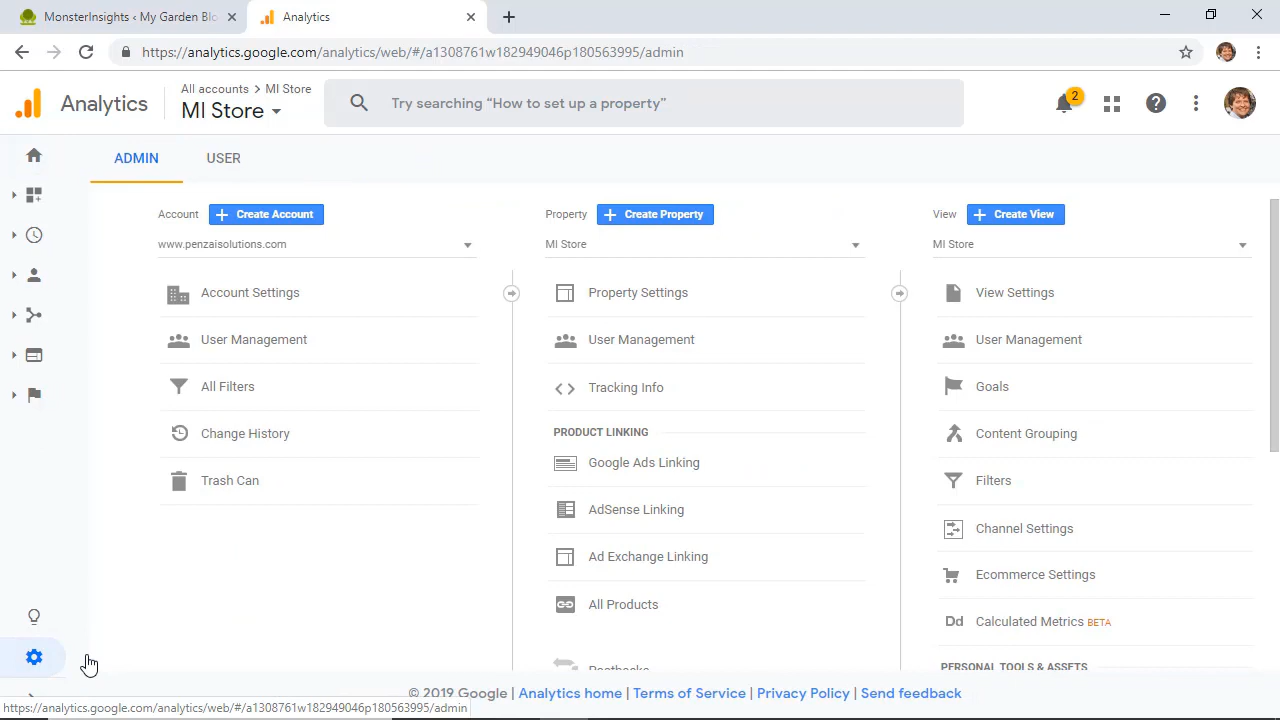 MonsterInsights ‹ My Garden Blo
Analytics
https://analytics.google.com/analytics/web/#/a1308761w182949046p180563995/admin
Analytics
All accounts > MI Store
MI Store
Try searching “How to set up a property”
2
ADMIN
USER
Account
+ Create Account
www.penzaisolutions.com
Account Settings
User Management
All Filters
Change History
Trash Can
Property
+ Create Property
MI Store
Property Settings
User Management
Tracking Info
PRODUCT LINKING
Google Ads Linking
AdSense Linking
Ad Exchange Linking
All Products
Postbacks
View
+ Create View
MI Store
View Settings
User Management
Goals
Content Grouping
Filters
Channel Settings
Ecommerce Settings
Dd Calculated Metrics BETA
PERSONAL TOOLS & ASSETS
© 2019 Google | Analytics home | Terms of Service | Privacy Policy | Send feedback
https://analytics.google.com/analytics/web/#/a1308761w182949046p180563995/admin